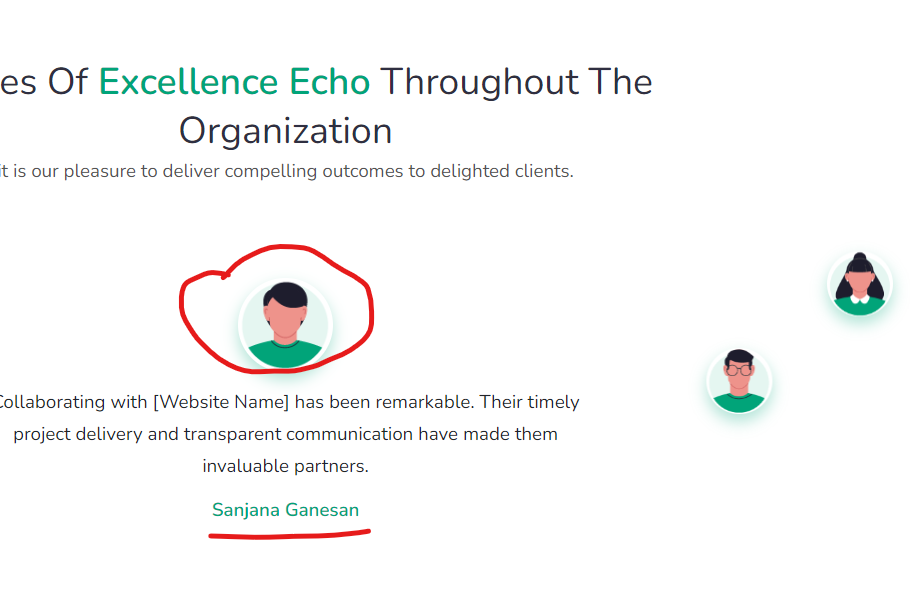 es Of Excellence Echo Throughout The
Organization
it is our pleasure to deliver compelling outcomes to delighted clients.
Collaborating with [Website Name] has been remarkable. Their timely
project delivery and transparent communication have made them
invaluable partners.
Sanjana Ganesan